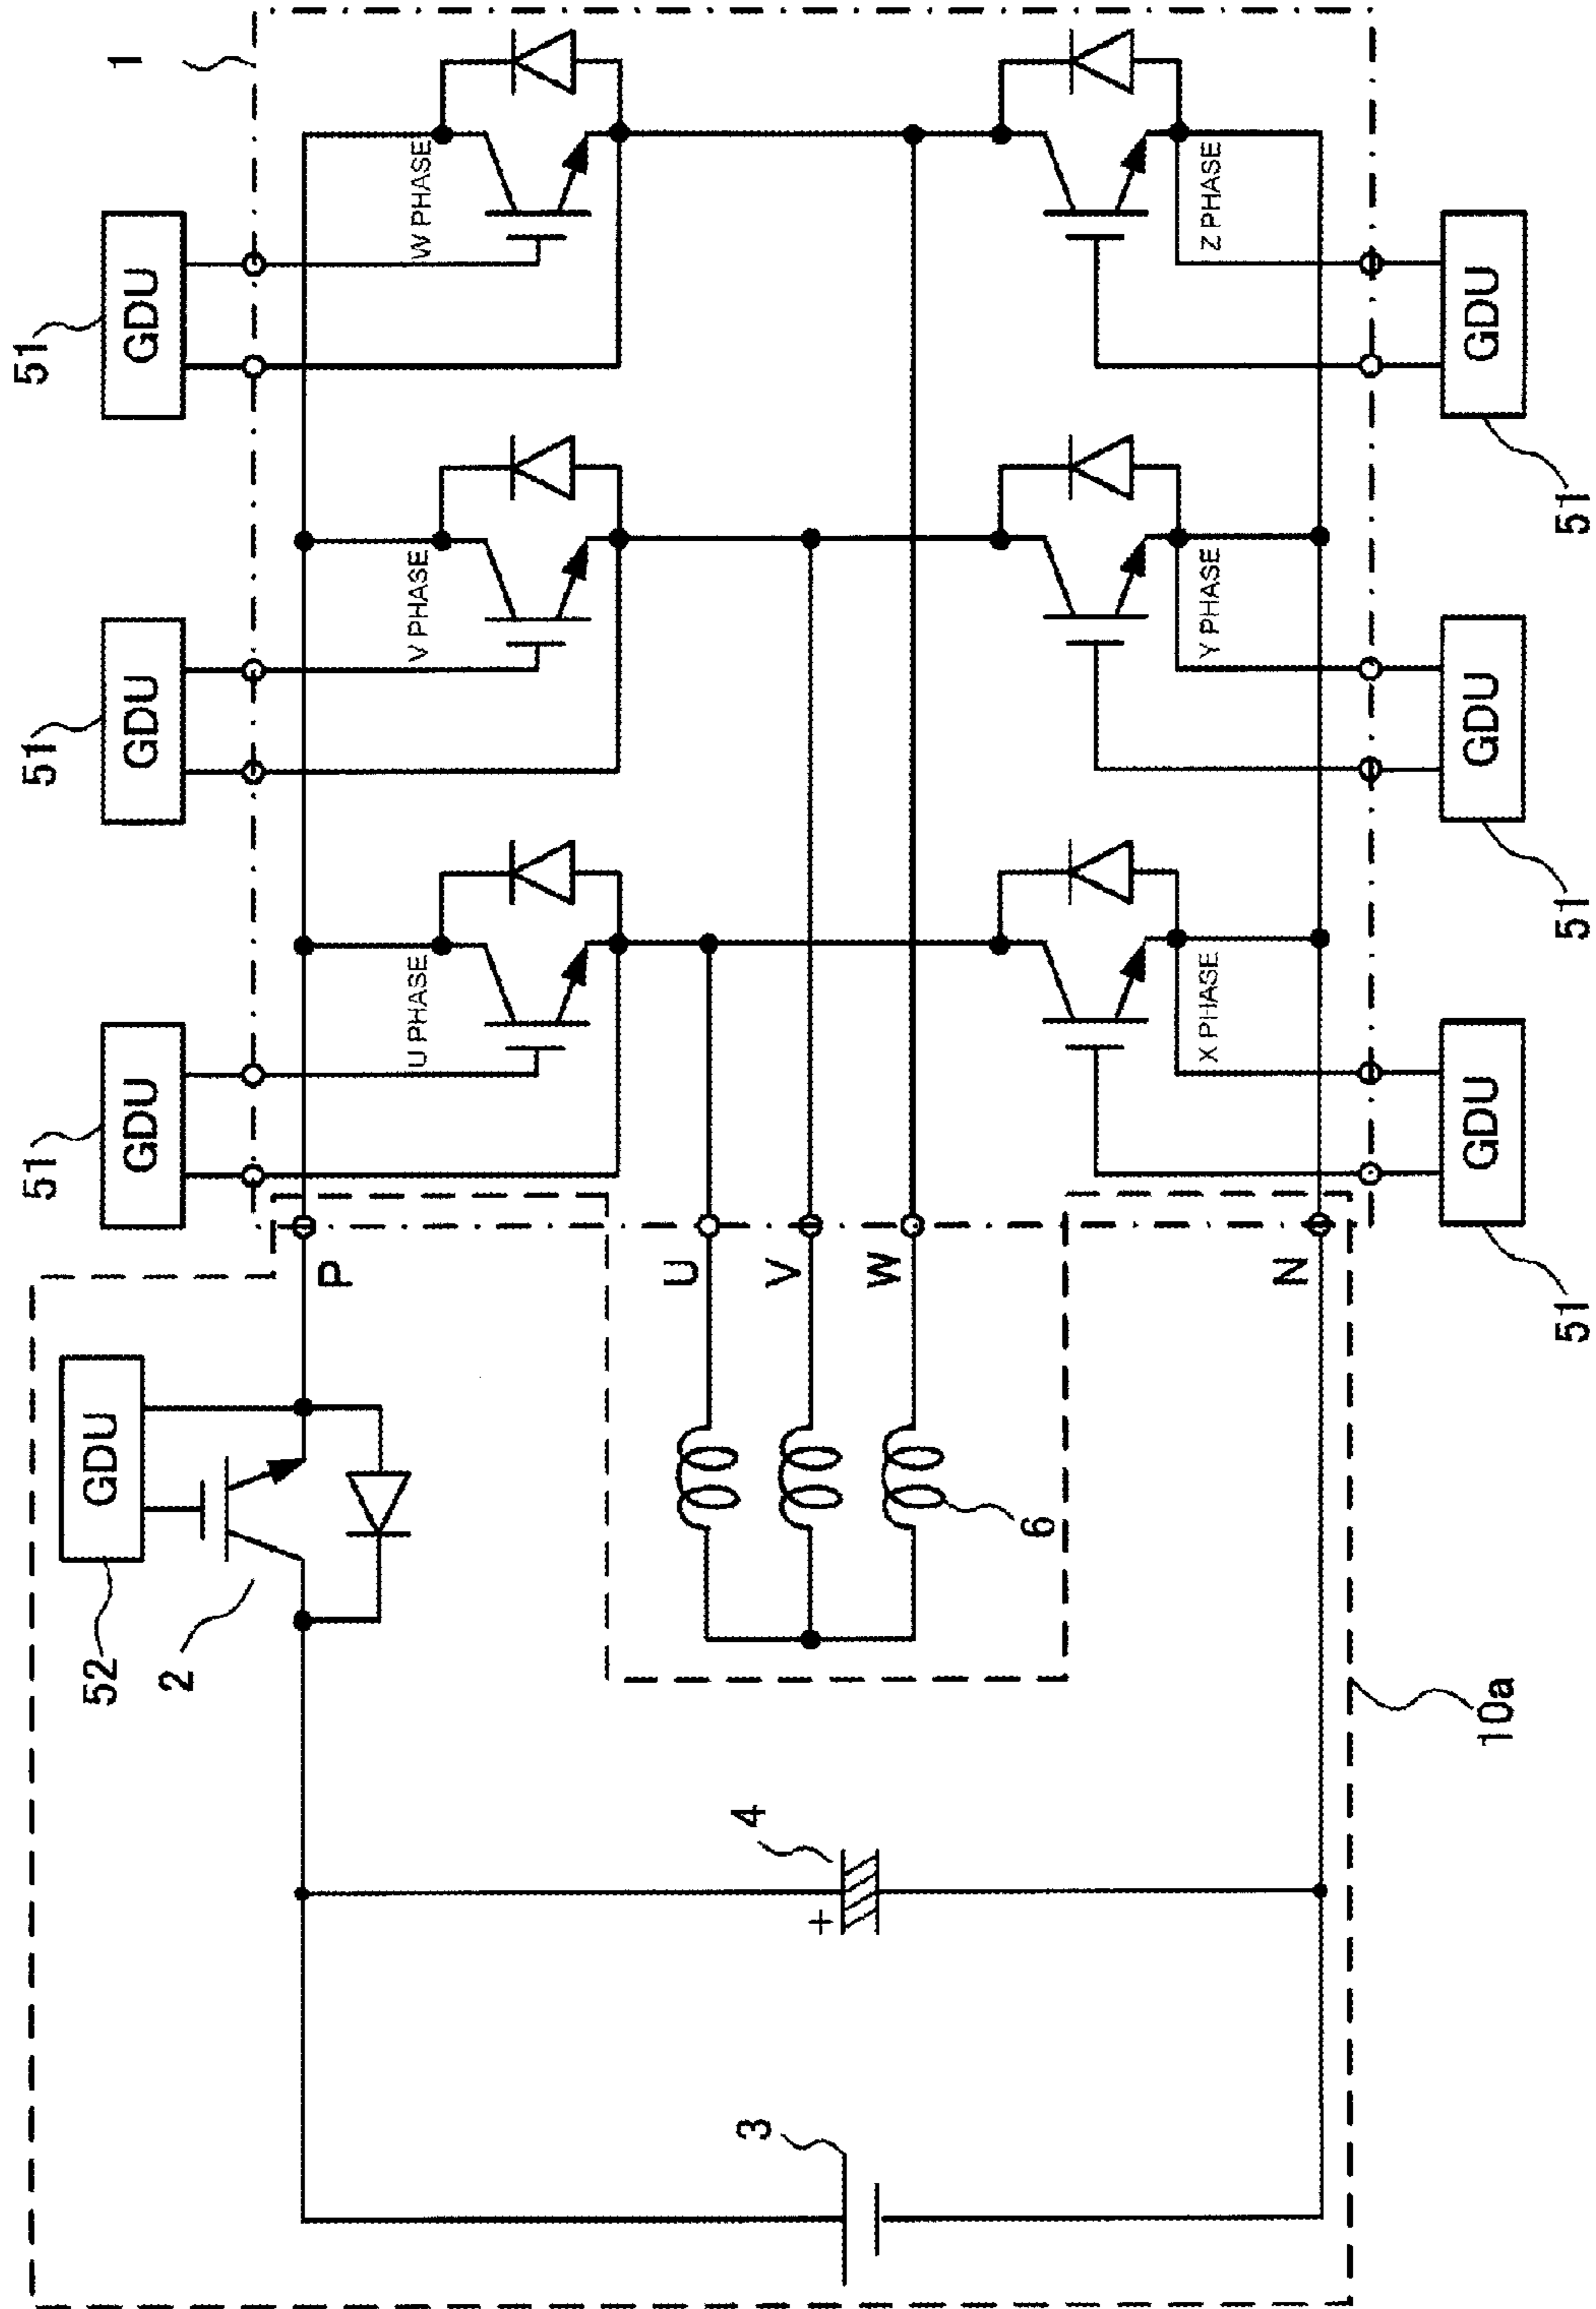 1
51
GDU
51
GDU
51
GDU
W PHASE
V PHASE
U PHASE
Z PHASE
Y PHASE
X PHASE
GDU
51
GDU
51
GDU
51
P
U
V
W
N
GDU
52
2
6
4
+
3
10a